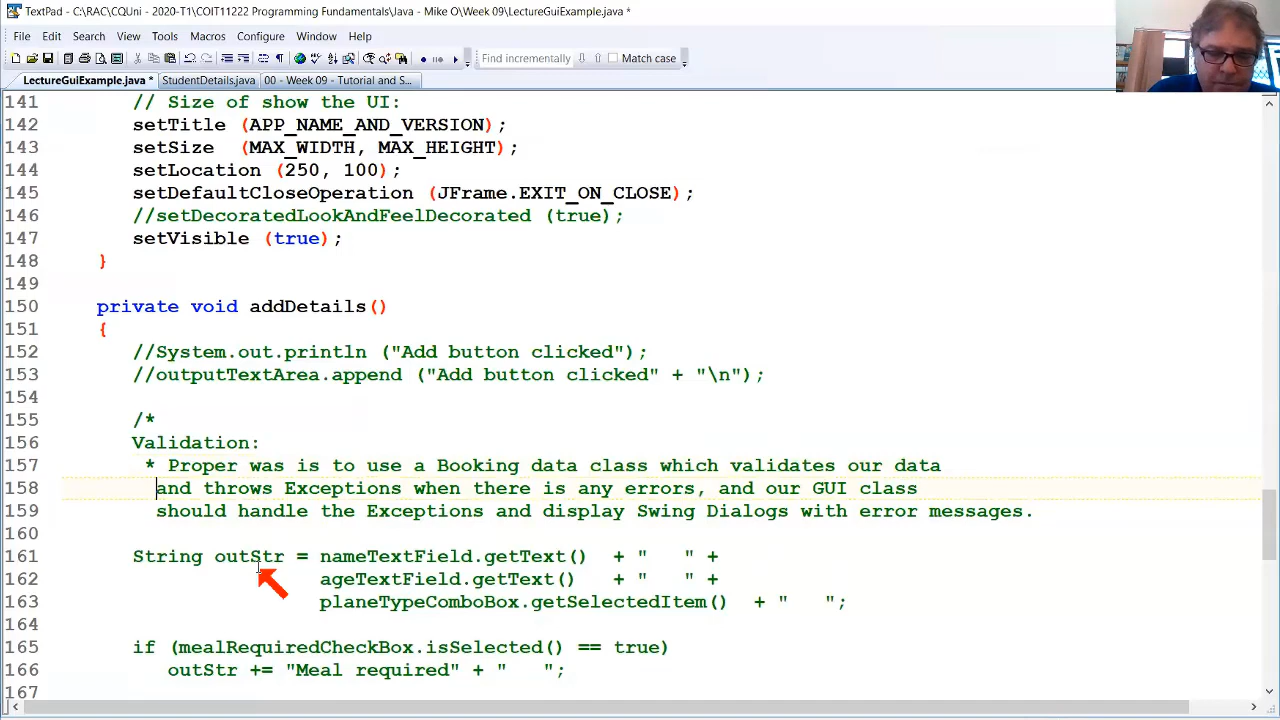 TextPad - C:\RAC\CQUni - 2020-T1\COIT11222 Programming Fundamentals\Java - Mike O\Week 09\LectureGuiExample.java *
File Edit Search View Tools Macros Configure Window Help
Find incrementally Match case
LectureGuiExample.java * StudentDetails.java 00 - Week 09 - Tutorial and S...
141 // Size of show the UI:
142 setTitle (APP_NAME_AND_VERSION);
143 setSize (MAX_WIDTH, MAX_HEIGHT);
144 setLocation (250, 100);
145 setDefaultCloseOperation (JFrame.EXIT_ON_CLOSE);
146 //setDecoratedLookAndFeelDecorated (true);
147 setVisible (true);
148 }
149
150 private void addDetails()
151 {
152 //System.out.println ("Add button clicked");
153 //outputTextArea.append ("Add button clicked" + "\n");
154
155 /*
156 Validation:
157 * Proper was is to use a Booking data class which validates our data
158 and throws Exceptions when there is any errors, and our GUI class
159 should handle the Exceptions and display Swing Dialogs with error messages.
160
161 String outStr = nameTextField.getText() + "   " +
162 ageTextField.getText() + "   " +
163 planeTypeComboBox.getSelectedItem() + "   ";
164
165 if (mealRequiredCheckBox.isSelected() == true)
166 outStr += "Meal required" + "   ";
167